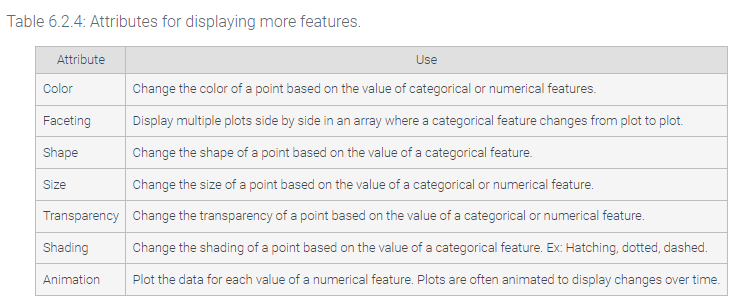 Table 6.2.4: Attributes for displaying more features.
Attribute Use
Color Change the color of a point based on the value of categorical or numerical features.
Faceting Display multiple plots side by side in an array where a categorical feature changes from plot to plot.
Shape Change the shape of a point based on the value of a categorical feature.
Size Change the size of a point based on the value of a categorical or numerical feature.
Transparency Change the transparency of a point based on the value of a categorical or numerical feature.
Shading Change the shading of a point based on the value of a categorical feature. Ex: Hatching, dotted, dashed.
Animation Plot the data for each value of a numerical feature. Plots are often animated to display changes over time.